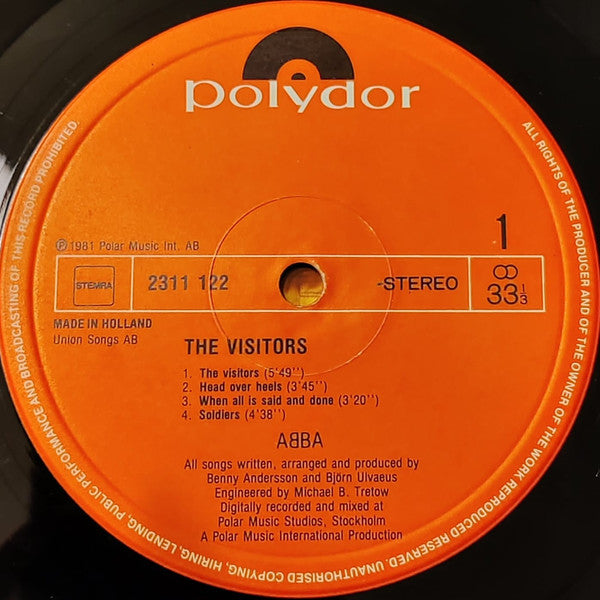 polydor
℗1981 Polar Music Int. AB
1
STEMRA
2311 122
-STEREO
33⅓
MADE IN HOLLAND
Union Songs AB
THE VISITORS
1. The visitors (5'49'')
2. Head over heels (3'45'')
3. When all is said and done (3'20'')
4. Soldiers (4'38'')
AᗺBA
All songs written, arranged and produced by
Benny Andersson and Björn Ulvaeus
Engineered by Michael B. Tretow
Digitally recorded and mixed at
Polar Music Studios, Stockholm
A Polar Music International Production
ALL RIGHTS OF THE PRODUCER AND OF THE OWNER OF THE WORK REPRODUCED RESERVED. UNAUTHORISED COPYING, HIRING, LENDING, PUBLIC PERFORMANCE AND BROADCASTING OF THIS RECORD PROHIBITED.